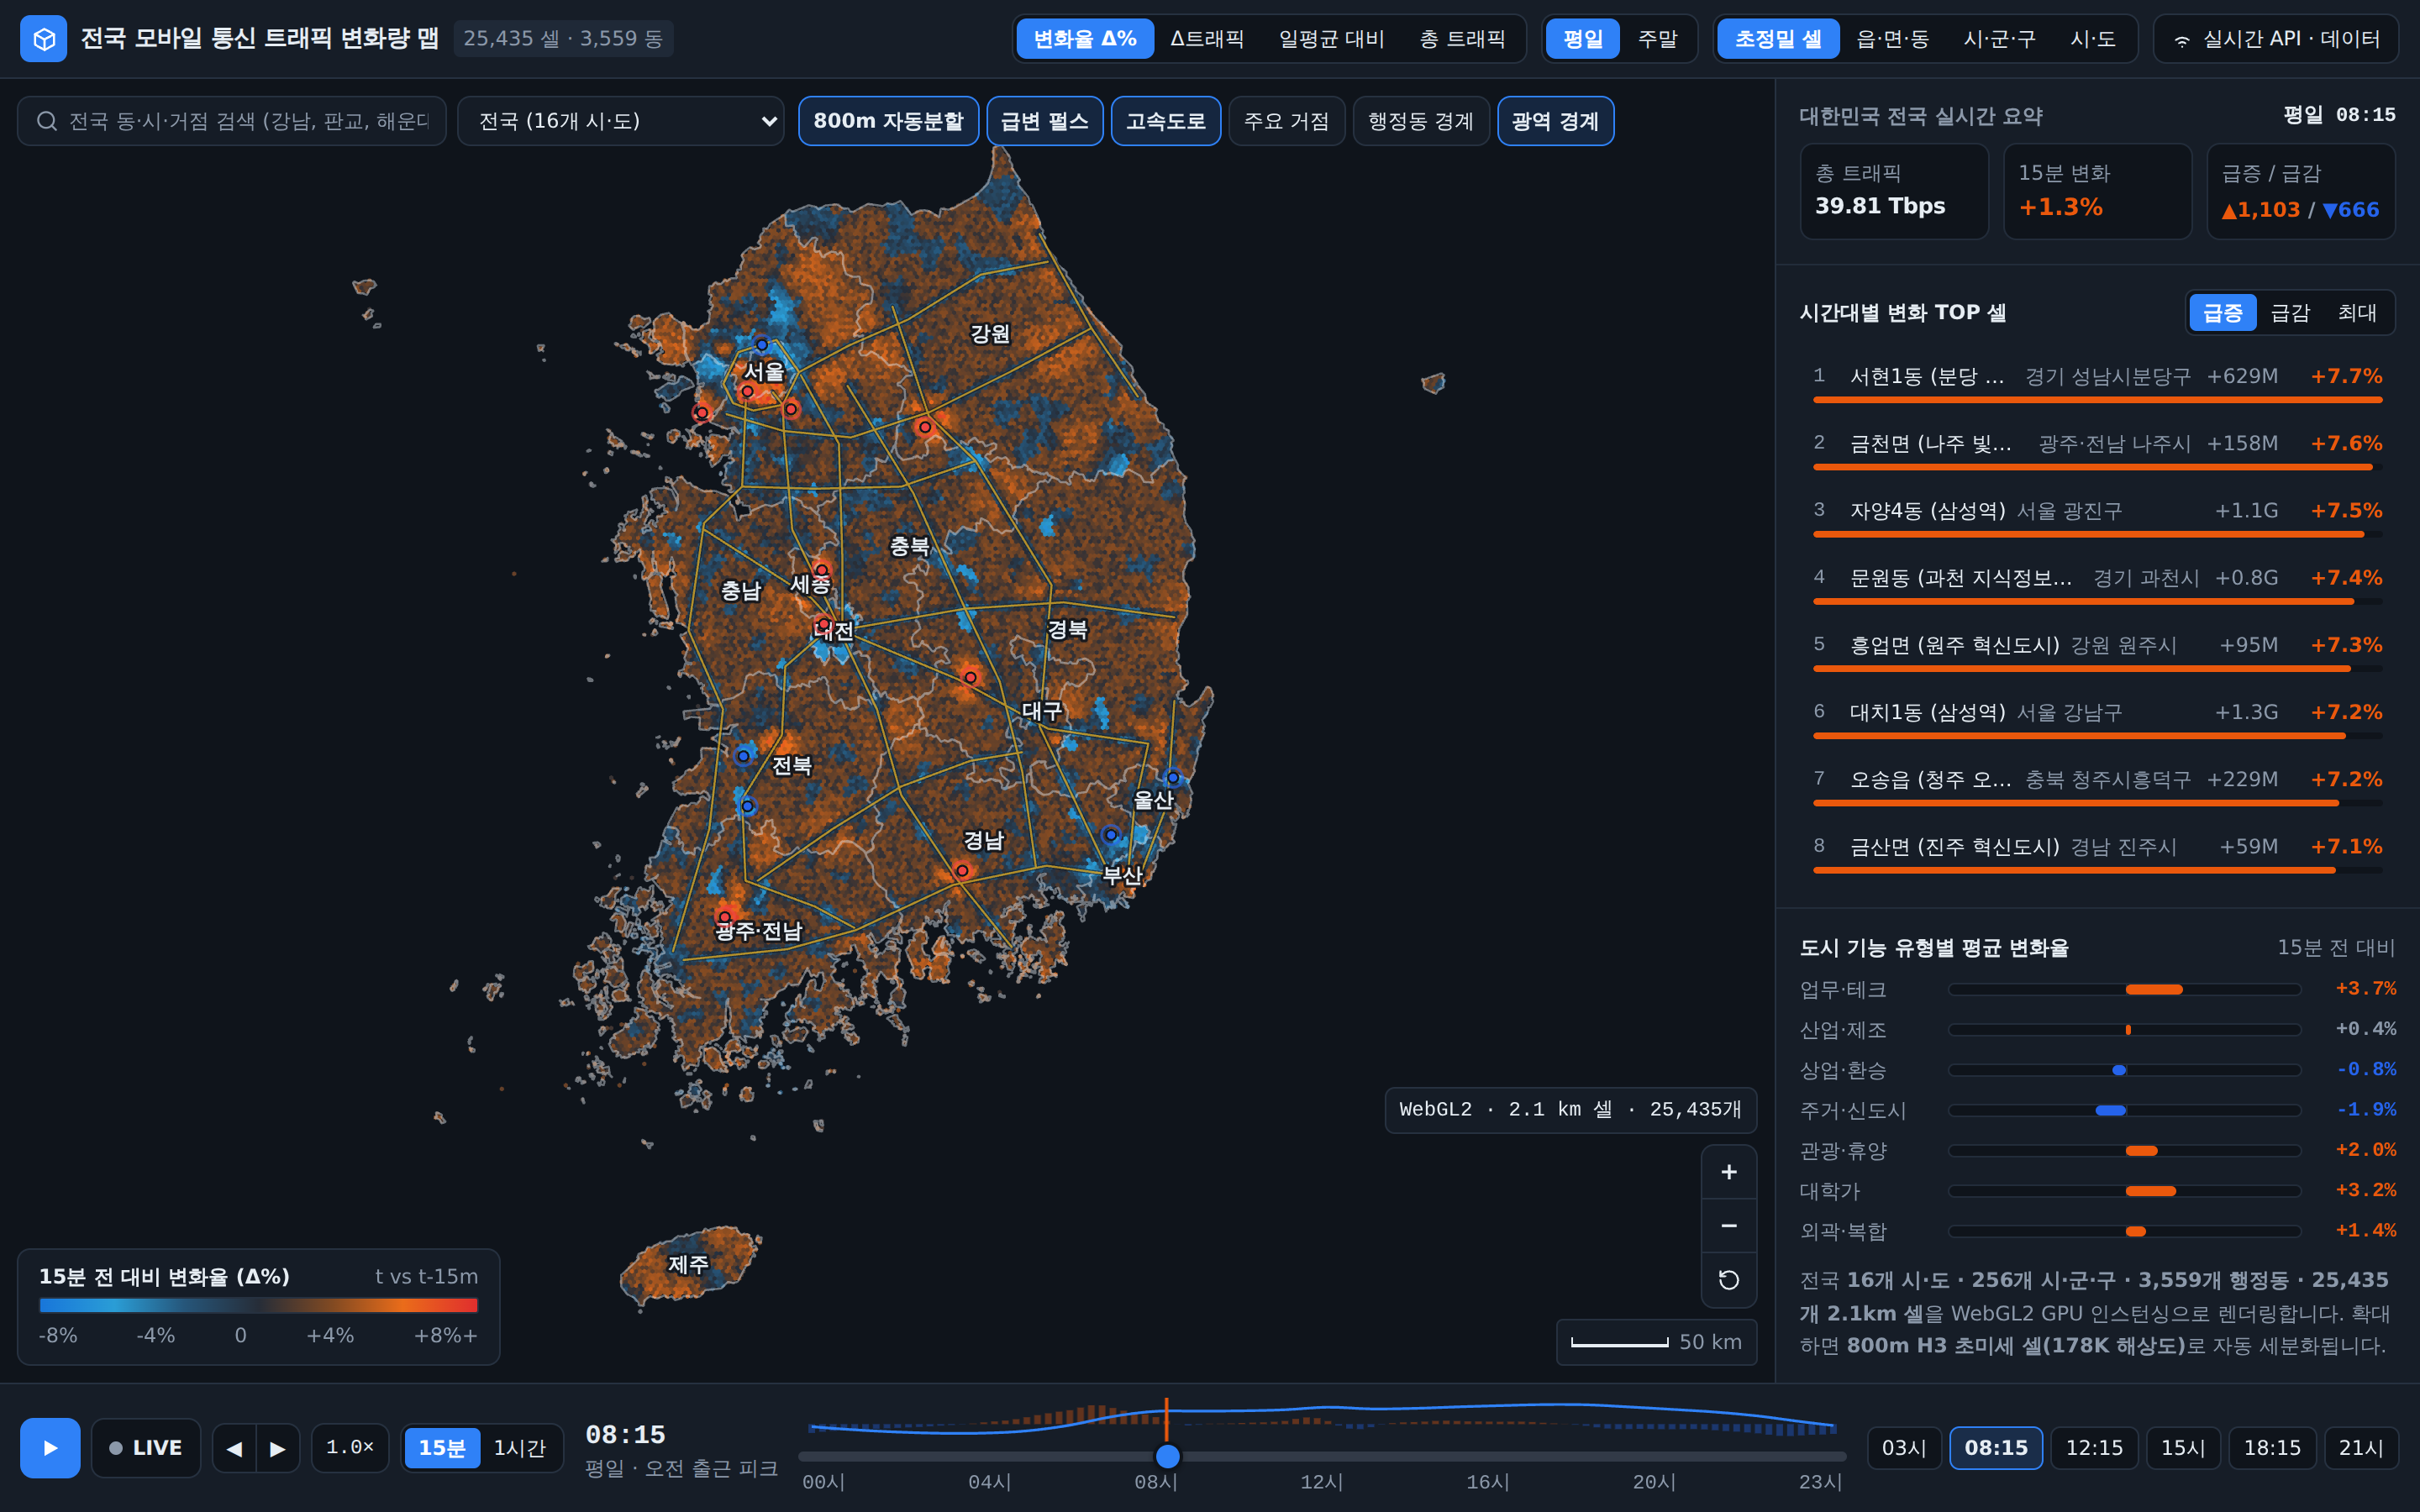 전국 모바일 통신 트래픽 변화량 맵 25,435 셀 · 3,559 동
변화율 Δ% Δ트래픽 일평균 대비 총 트래픽 평일 주말 초정밀 셀 읍·면·동 시·군·구 시·도 실시간 API · 데이터
전국 동·시·거점 검색 (강남, 판교, 해운대 전국 (16개 시·도) 800m 자동분할 급변 펄스 고속도로 주요 거점 행정동 경계 광역 경계
강원
서울
충북
세종
충남
대전
경북
대구
전북
울산
경남
부산
광주·전남
제주
WebGL2 · 2.1 km 셀 · 25,435개
+
−
50 km
15분 전 대비 변화율 (Δ%) t vs t-15m
-8% -4% 0 +4% +8%+
대한민국 전국 실시간 요약 평일 08:15
총 트래픽 15분 변화 급증 / 급감
39.81 Tbps +1.3% ▲1,103 / ▼666
시간대별 변화 TOP 셀 급증 급감 최대
1 서현1동 (분당 … 경기 성남시분당구 +629M +7.7%
2 금천면 (나주 빛… 광주·전남 나주시 +158M +7.6%
3 자양4동 (삼성역) 서울 광진구 +1.1G +7.5%
4 문원동 (과천 지식정보… 경기 과천시 +0.8G +7.4%
5 흥업면 (원주 혁신도시) 강원 원주시 +95M +7.3%
6 대치1동 (삼성역) 서울 강남구 +1.3G +7.2%
7 오송읍 (청주 오… 충북 청주시흥덕구 +229M +7.2%
8 금산면 (진주 혁신도시) 경남 진주시 +59M +7.1%
도시 기능 유형별 평균 변화율 15분 전 대비
업무·테크 +3.7%
산업·제조 +0.4%
상업·환승 -0.8%
주거·신도시 -1.9%
관광·휴양 +2.0%
대학가 +3.2%
외곽·복합 +1.4%
전국 16개 시·도 · 256개 시·군·구 · 3,559개 행정동 · 25,435
개 2.1km 셀을 WebGL2 GPU 인스턴싱으로 렌더링합니다. 확대
하면 800m H3 초미세 셀(178K 해상도)로 자동 세분화됩니다.
LIVE ◀ ▶ 1.0× 15분 1시간
08:15
평일 · 오전 출근 피크
00시 04시 08시 12시 16시 20시 23시
03시 08:15 12:15 15시 18:15 21시